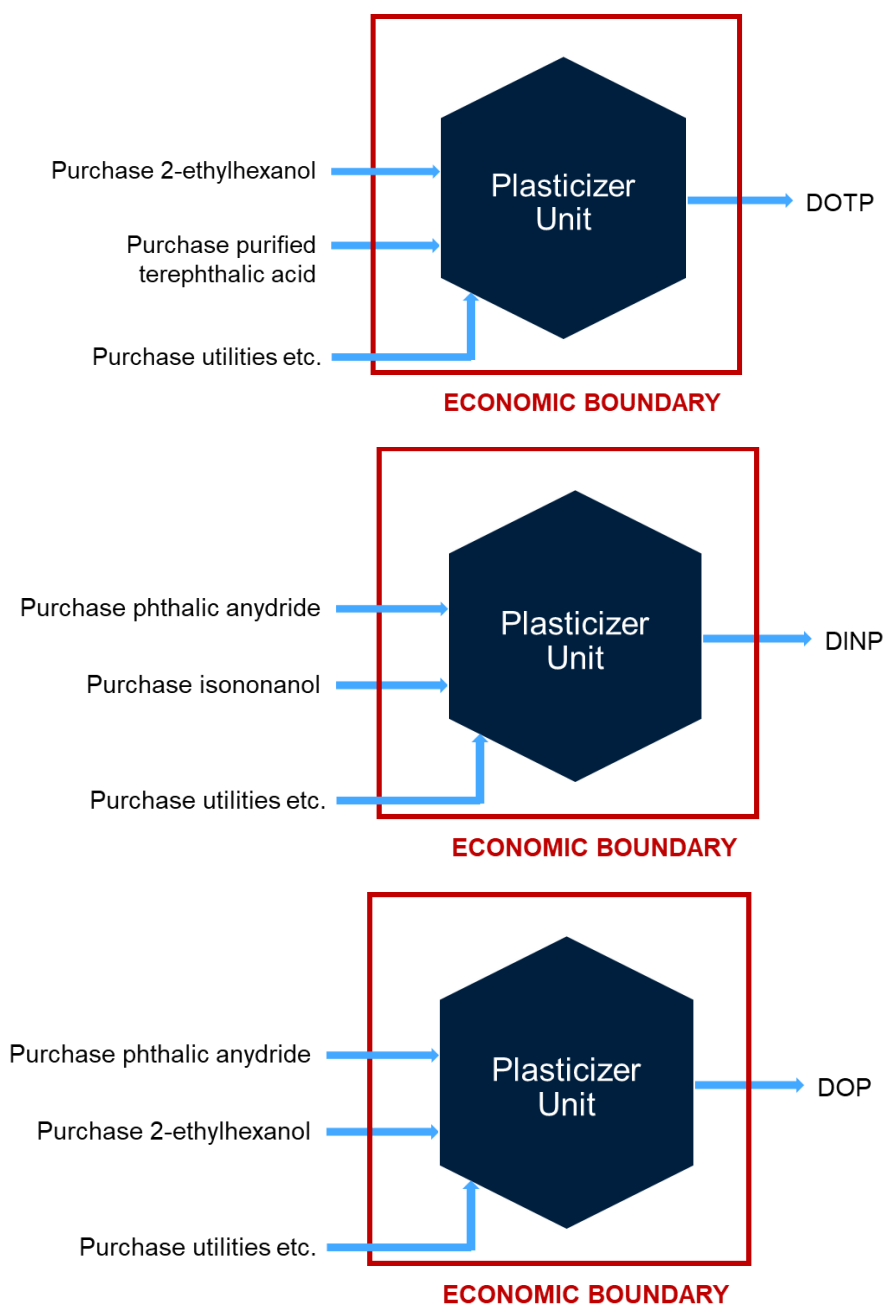 Purchase 2-ethylhexanol
Plasticizer
Unit
DOTP
Purchase purified
terephthalic acid
Purchase utilities etc.
ECONOMIC BOUNDARY
Purchase phthalic anydride
Plasticizer
Unit
DINP
Purchase isononanol
Purchase utilities etc.
ECONOMIC BOUNDARY
Purchase phthalic anydride
Plasticizer
Unit
DOP
Purchase 2-ethylhexanol
Purchase utilities etc.
ECONOMIC BOUNDARY